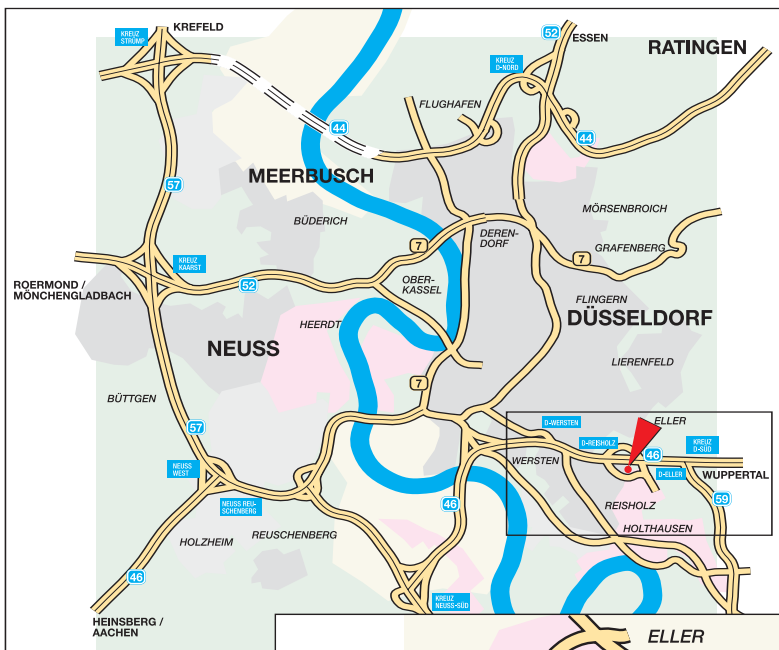 KREFELD
KREUZ
STRÜMP
52
ESSEN
RATINGEN
KREUZ
D-NORD
FLUGHAFEN
44
44
MEERBUSCH
57
BÜDERICH
MÖRSENBROICH
DEREN-
DORF
GRAFENBERG
7
7
KREUZ
KAARST
ROERMOND /
MÖNCHENGLADBACH
52
OBER-
KASSEL
FLINGERN
HEERDT
DÜSSELDORF
NEUSS
LIERENFELD
7
BÜTTGEN
57
D-WERSTEN
ELLER
D-REISHOLZ
KREUZ
D-SÜD
46
WERSTEN
NEUSS
WEST
D-ELLER
WUPPERTAL
NEUSS REU-
SCHENBERG
46
REISHOLZ
59
HOLTHAUSEN
REUSCHENBERG
HOLZHEIM
46
KREUZ
NEUSS-SÜD
HEINSBERG /
AACHEN
ELLER